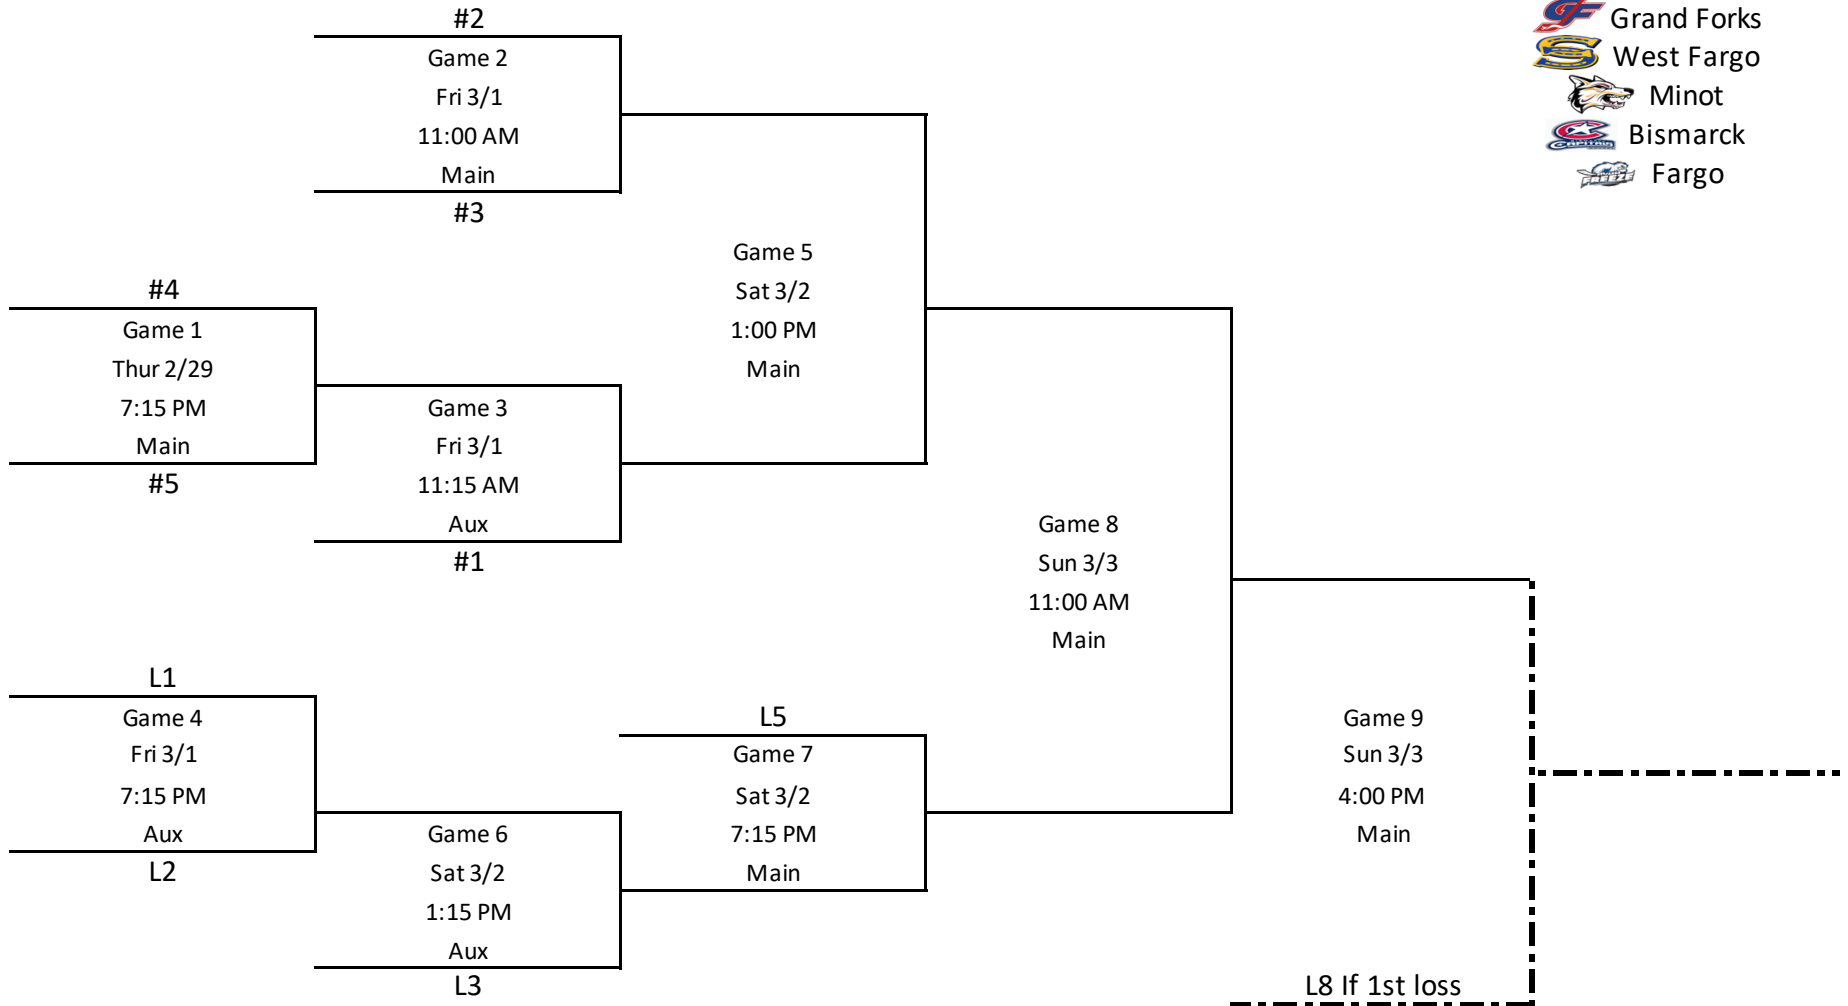 #2
Game 2
Fri 3/1
11:00 AM
Main
#3
#4
Game 1
Thur 2/29
7:15 PM
Main
#5
Game 3
Fri 3/1
11:15 AM
Aux
#1
Game 5
Sat 3/2
1:00 PM
Main
L1
Game 4
Fri 3/1
7:15 PM
Aux
L2
Game 6
Sat 3/2
1:15 PM
Aux
L3
L5
Game 7
Sat 3/2
7:15 PM
Main
Game 8
Sun 3/3
11:00 AM
Main
Game 9
Sun 3/3
4:00 PM
Main
L8 If 1st loss
GF Grand Forks
West Fargo
Minot
CAPITALS Bismarck
FREEZE Fargo